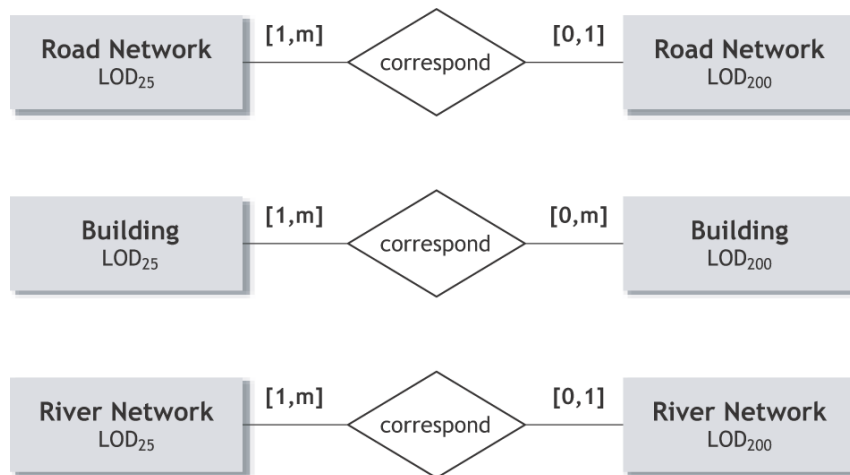 [1,m] [0,1]
Road Network correspond Road Network
LOD₂₅ LOD₂₀₀
[1,m] [0,m]
Building correspond Building
LOD₂₅ LOD₂₀₀
[1,m] [0,1]
River Network correspond River Network
LOD₂₅ LOD₂₀₀